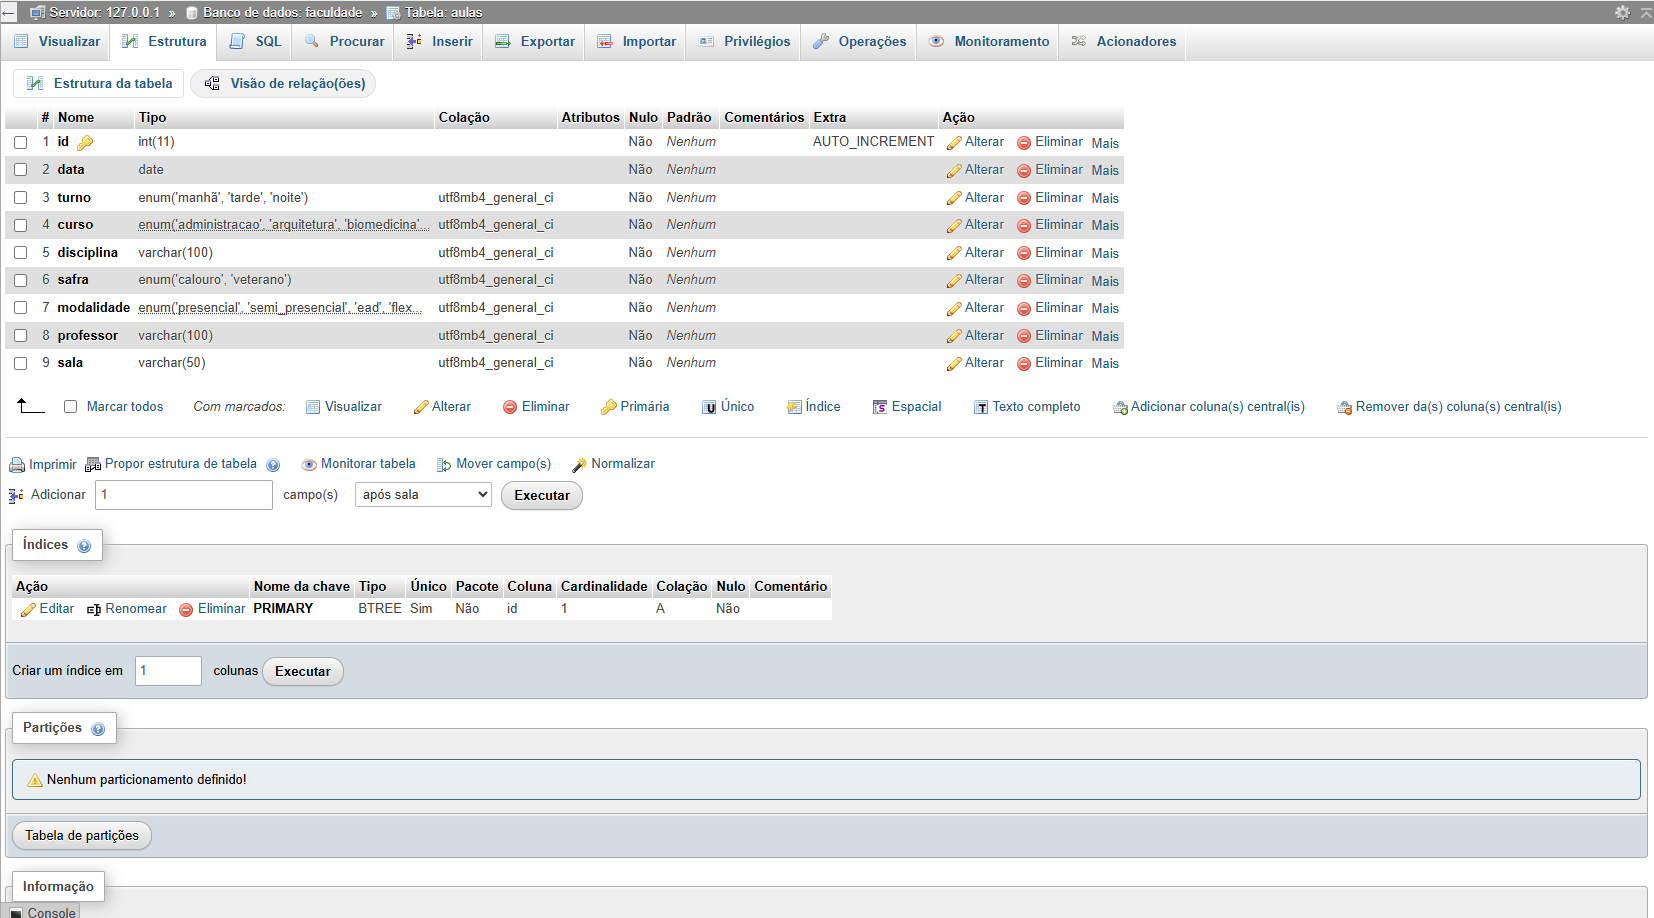 Servidor: 127.0.0.1 » Banco de dados: faculdade » Tabela: aulas
Visualizar Estrutura SQL Procurar Inserir Exportar Importar Privilégios Operações Monitoramento Acionadores
Estrutura da tabela Visão de relação(ões)
# Nome Tipo Colação Atributos Nulo Padrão Comentários Extra Ação
1 id int(11) Não Nenhum AUTO_INCREMENT Alterar Eliminar Mais
2 data date Não Nenhum Alterar Eliminar Mais
3 turno enum('manhã', 'tarde', 'noite') utf8mb4_general_ci Não Nenhum Alterar Eliminar Mais
4 curso enum('administracao', 'arquitetura', 'biomedicina'... utf8mb4_general_ci Não Nenhum Alterar Eliminar Mais
5 disciplina varchar(100) utf8mb4_general_ci Não Nenhum Alterar Eliminar Mais
6 safra enum('calouro', 'veterano') utf8mb4_general_ci Não Nenhum Alterar Eliminar Mais
7 modalidade enum('presencial', 'semi_presencial', 'ead', 'flex... utf8mb4_general_ci Não Nenhum Alterar Eliminar Mais
8 professor varchar(100) utf8mb4_general_ci Não Nenhum Alterar Eliminar Mais
9 sala varchar(50) utf8mb4_general_ci Não Nenhum Alterar Eliminar Mais
Marcar todos Com marcados: Visualizar Alterar Eliminar Primária Único Índice Espacial Texto completo Adicionar coluna(s) central(is) Remover da(s) coluna(s) central(is)
Imprimir Propor estrutura de tabela Monitorar tabela Mover campo(s) Normalizar
Adicionar 1 campo(s) após sala Executar
Índices
Ação Nome da chave Tipo Único Pacote Coluna Cardinalidade Colação Nulo Comentário
Editar Renomear Eliminar PRIMARY BTREE Sim Não id 1 A Não
Criar um índice em 1 colunas Executar
Partições
Nenhum particionamento definido!
Tabela de partições
Informação
Console